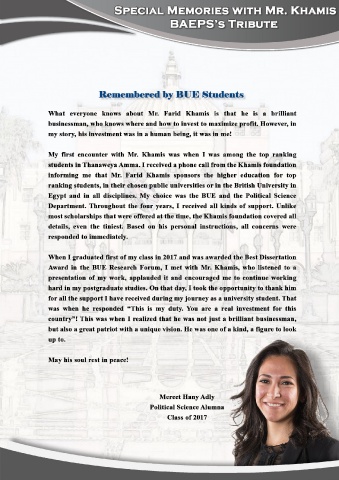 Special Memories with Mr. Khamis
BAEPS's Tribute
Remembered by BUE Students
What everyone knows about Mr. Farid Khamis is that he is a brilliant
businessman, who knows where and how to invest to maximize profit. However, in
my story, his investment was in a human being, it was in me!
My first encounter with Mr. Khamis was when I was among the top ranking
students in Thanaweya Amma. I received a phone call from the Khamis foundation
informing me that Mr. Farid Khamis sponsors the higher education for top
ranking students, in their chosen public universities or in the British University in
Egypt and in all disciplines. My choice was the BUE and the Political Science
Department. Throughout the four years, I received all kinds of support. Unlike
most scholarships that were offered at the time, the Khamis foundation covered all
details, even the tiniest. Based on his personal instructions, all concerns were
responded to immediately.
When I graduated first of my class in 2017 and was awarded the Best Dissertation
Award in the BUE Research Forum, I met with Mr. Khamis, who listened to a
presentation of my work, applauded it and encouraged me to continue working
hard in my postgraduate studies. On that day, I took the opportunity to thank him
for all the support I have received during my journey as a university student. That
was when he responded “This is my duty. You are a real investment for this
country”! This was when I realized that he was not just a brilliant businessman,
but also a great patriot with a unique vision. He was one of a kind, a figure to look
up to.
May his soul rest in peace!
Mereet Hany Adly
Political Science Alumna
Class of 2017